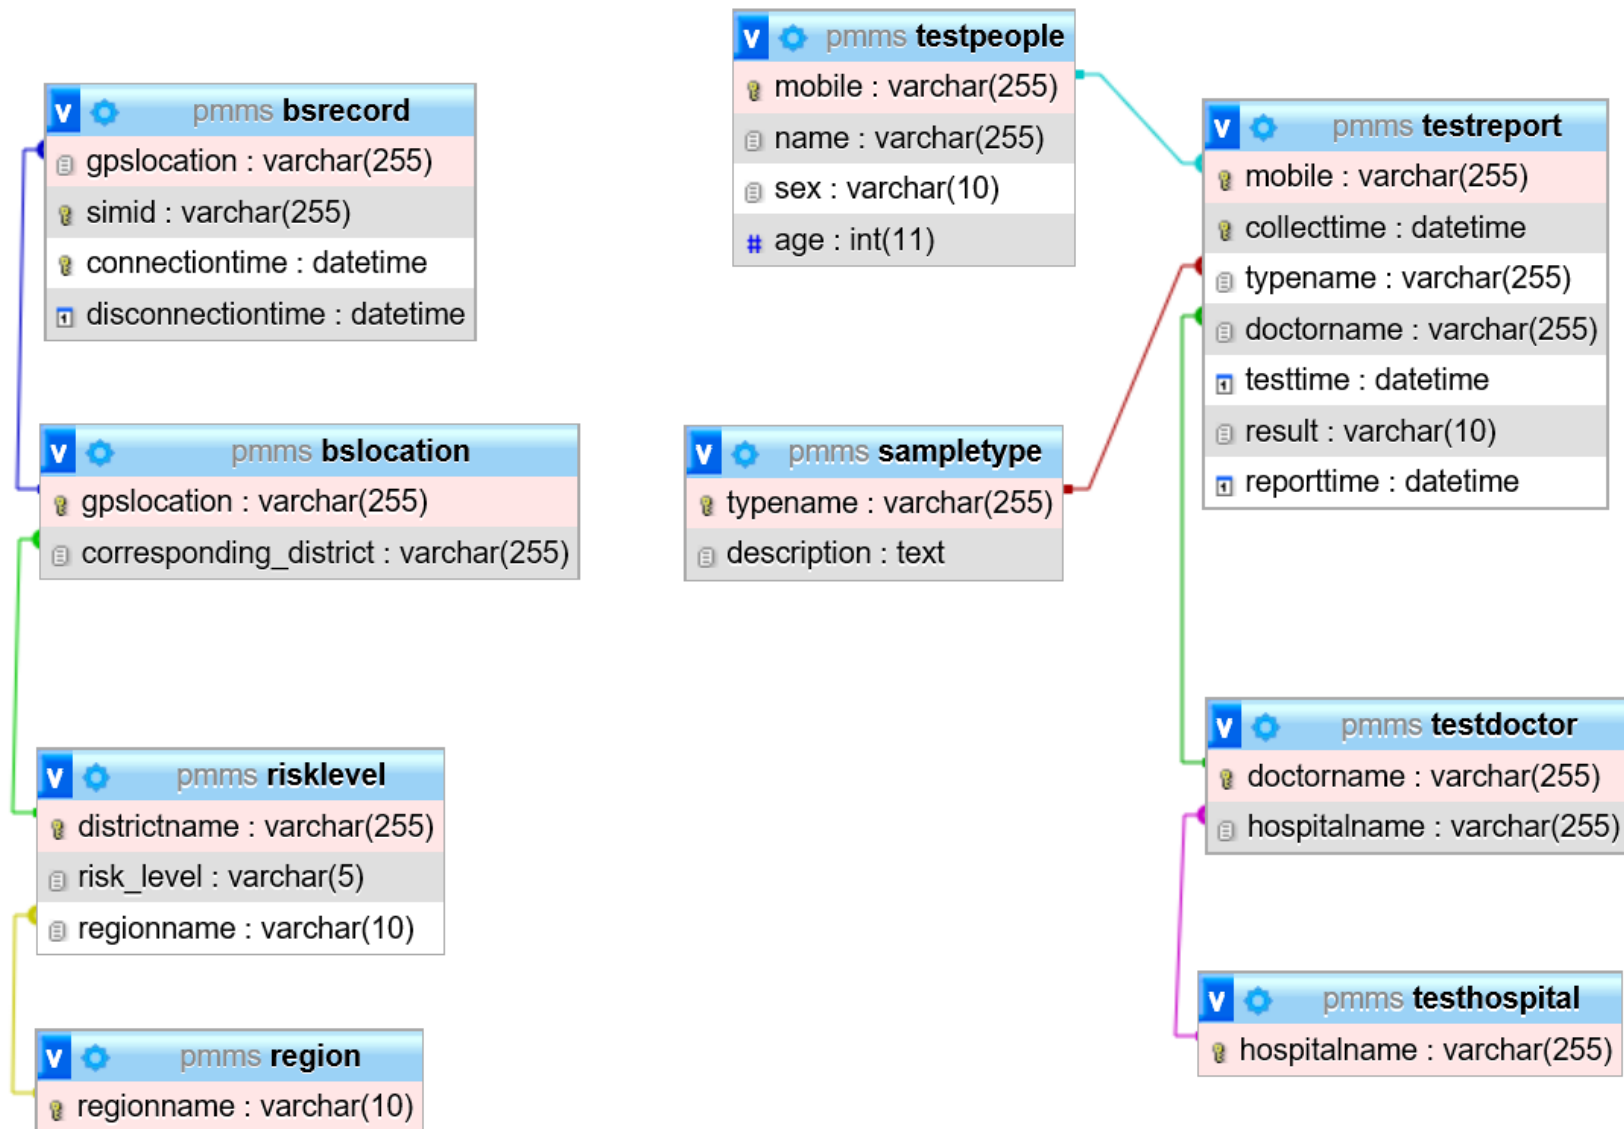 pmms bsrecord
gpslocation : varchar(255)
simid : varchar(255)
connectiontime : datetime
disconnectiontime : datetime
pmms bslocation
gpslocation : varchar(255)
corresponding_district : varchar(255)
pmms risklevel
districtname : varchar(255)
risk_level : varchar(5)
regionname : varchar(10)
pmms region
regionname : varchar(10)
pmms testpeople
mobile : varchar(255)
name : varchar(255)
sex : varchar(10)
# age : int(11)
pmms sampletype
typename : varchar(255)
description : text
pmms testreport
mobile : varchar(255)
collecttime : datetime
typename : varchar(255)
doctorname : varchar(255)
testtime : datetime
result : varchar(10)
reporttime : datetime
pmms testdoctor
doctorname : varchar(255)
hospitalname : varchar(255)
pmms testhospital
hospitalname : varchar(255)